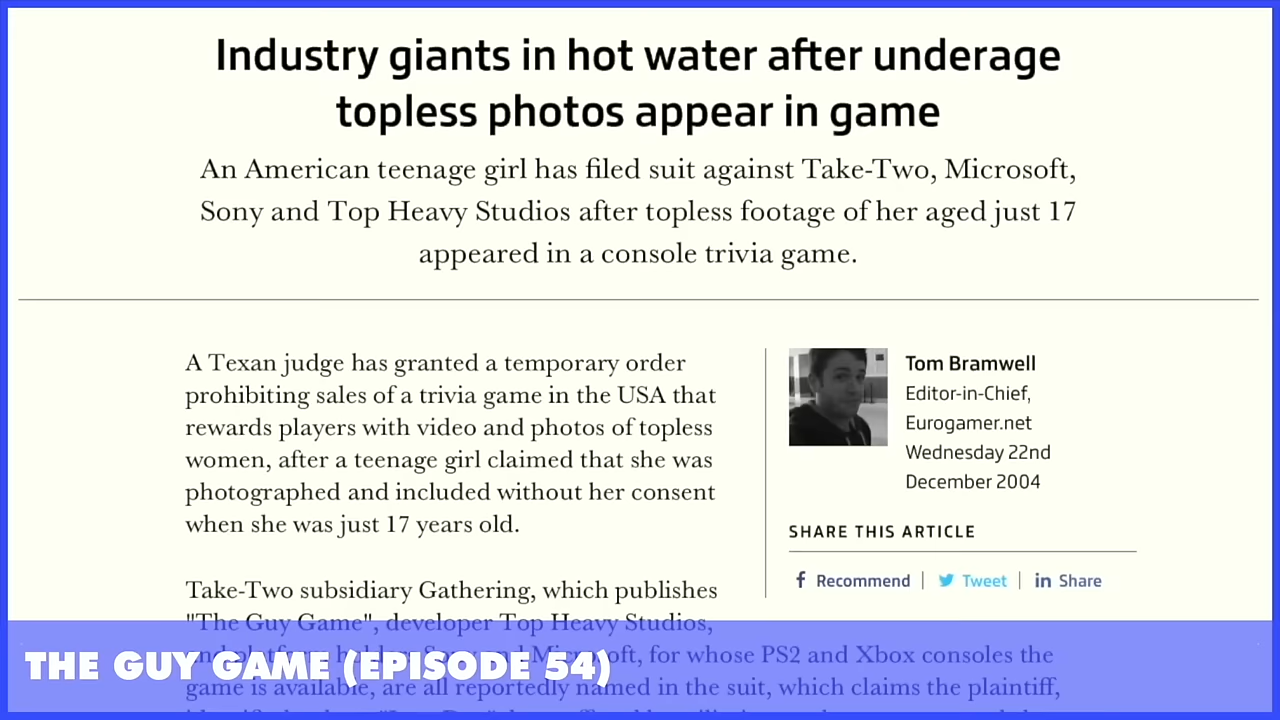 Industry giants in hot water after underage
topless photos appear in game
An American teenage girl has filed suit against Take-Two, Microsoft,
Sony and Top Heavy Studios after topless footage of her aged just 17
appeared in a console trivia game.
A Texan judge has granted a temporary order
prohibiting sales of a trivia game in the USA that
rewards players with video and photos of topless
women, after a teenage girl claimed that she was
photographed and included without her consent
when she was just 17 years old.
Take-Two subsidiary Gathering, which publishes
"The Guy Game", developer Top Heavy Studios,
for whose PS2 and Xbox consoles the
game is available, are all reportedly named in the suit, which claims the plaintiff,
Tom Bramwell
Editor-in-Chief,
Eurogamer.net
Wednesday 22nd
December 2004
SHARE THIS ARTICLE
Recommend
Tweet
Share
THE GUY GAME (EPISODE 54)